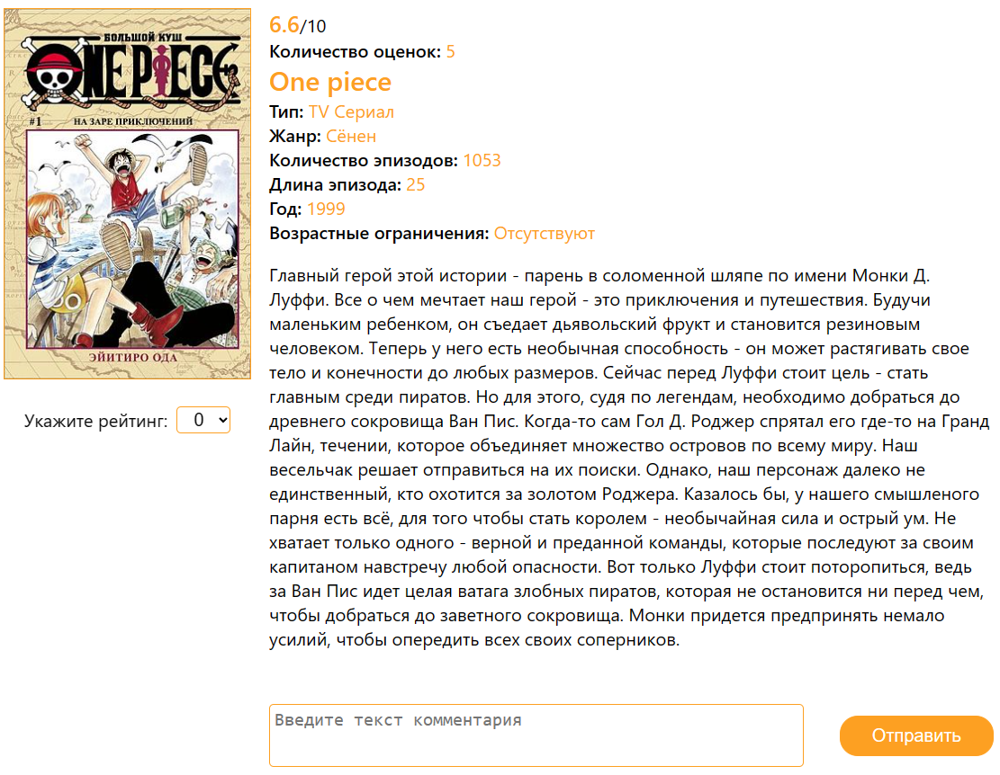 БОЛЬШОЙ КУШ
ONE PIECE
#1 НА ЗАРЕ ПРИКЛЮЧЕНИЙ
ЭЙИТИРО ОДА
Укажите рейтинг: 0
6.6/10
Количество оценок: 5
One piece
Тип: TV Сериал
Жанр: Сёнен
Количество эпизодов: 1053
Длина эпизода: 25
Год: 1999
Возрастные ограничения: Отсутствуют
Главный герой этой истории - парень в соломенной шляпе по имени Монки Д.
Луффи. Все о чем мечтает наш герой - это приключения и путешествия. Будучи
маленьким ребенком, он съедает дьявольский фрукт и становится резиновым
человеком. Теперь у него есть необычная способность - он может растягивать свое
тело и конечности до любых размеров. Сейчас перед Луффи стоит цель - стать
главным среди пиратов. Но для этого, судя по легендам, необходимо добраться до
древнего сокровища Ван Пис. Когда-то сам Гол Д. Роджер спрятал его где-то на Гранд
Лайн, течении, которое объединяет множество островов по всему миру. Наш
весельчак решает отправиться на их поиски. Однако, наш персонаж далеко не
единственный, кто охотится за золотом Роджера. Казалось бы, у нашего смышленого
парня есть всё, для того чтобы стать королем - необычайная сила и острый ум. Не
хватает только одного - верной и преданной команды, которые последуют за своим
капитаном навстречу любой опасности. Вот только Луффи стоит поторопиться, ведь
за Ван Пис идет целая ватага злобных пиратов, которая не остановится ни перед чем,
чтобы добраться до заветного сокровища. Монки придется предпринять немало
усилий, чтобы опередить всех своих соперников.
Введите текст комментария
Отправить